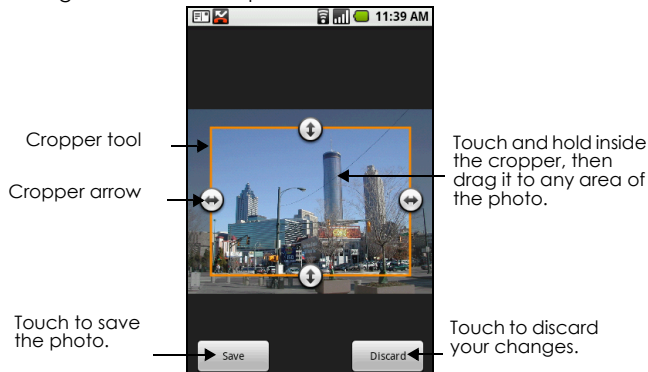 11:39 AM
Cropper tool
Cropper arrow
Touch and hold inside
the cropper, then
drag it to any area of
the photo.
Touch to save
the photo.
Save
Discard
Touch to discard
your changes.